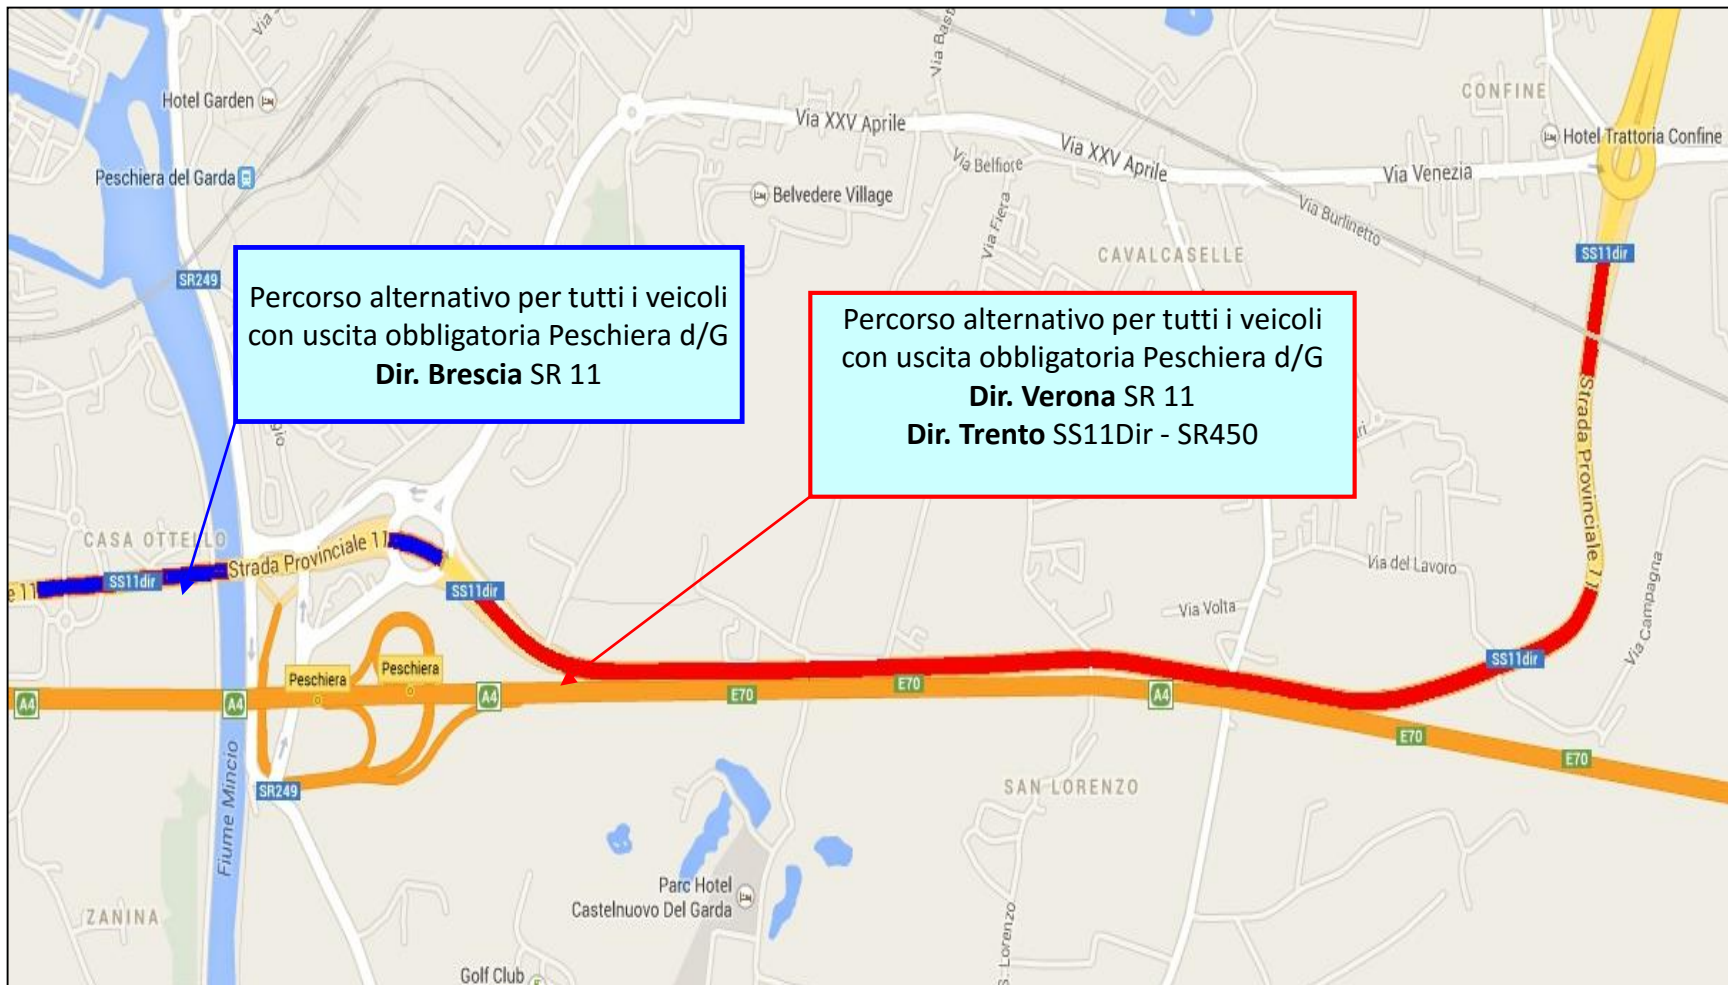 Via Bast
CONFINE
Hotel Garden
Via XXV Aprile
Via XXV Aprile
Hotel Trattoria Confine
Via Belfiore
Via Venezia
Peschiera del Garda
Belvedere Village
Via Fiera
Via Burlinetto
CAVALCASELLE
SS11dir
SR249
Percorso alternativo per tutti i veicoli
con uscita obbligatoria Peschiera d/G
Dir. Brescia SR 11
Percorso alternativo per tutti i veicoli
con uscita obbligatoria Peschiera d/G
Dir. Verona SR 11
Dir. Trento SS11Dir - SR450
Strada Provinciale 11
CASA OTTELLO
Strada Provinciale 11
e 11
SS11dir
SS11dir
Via del Lavoro
Via Volta
Via Campagna
SS11dir
Peschiera
Peschiera
A4
A4
A4
E70
E70
A4
E70
E70
SR249
Fiume Mincio
SAN LORENZO
Parc Hotel
Castelnuovo Del Garda
ZANINA
S. Lorenzo
Golf Club